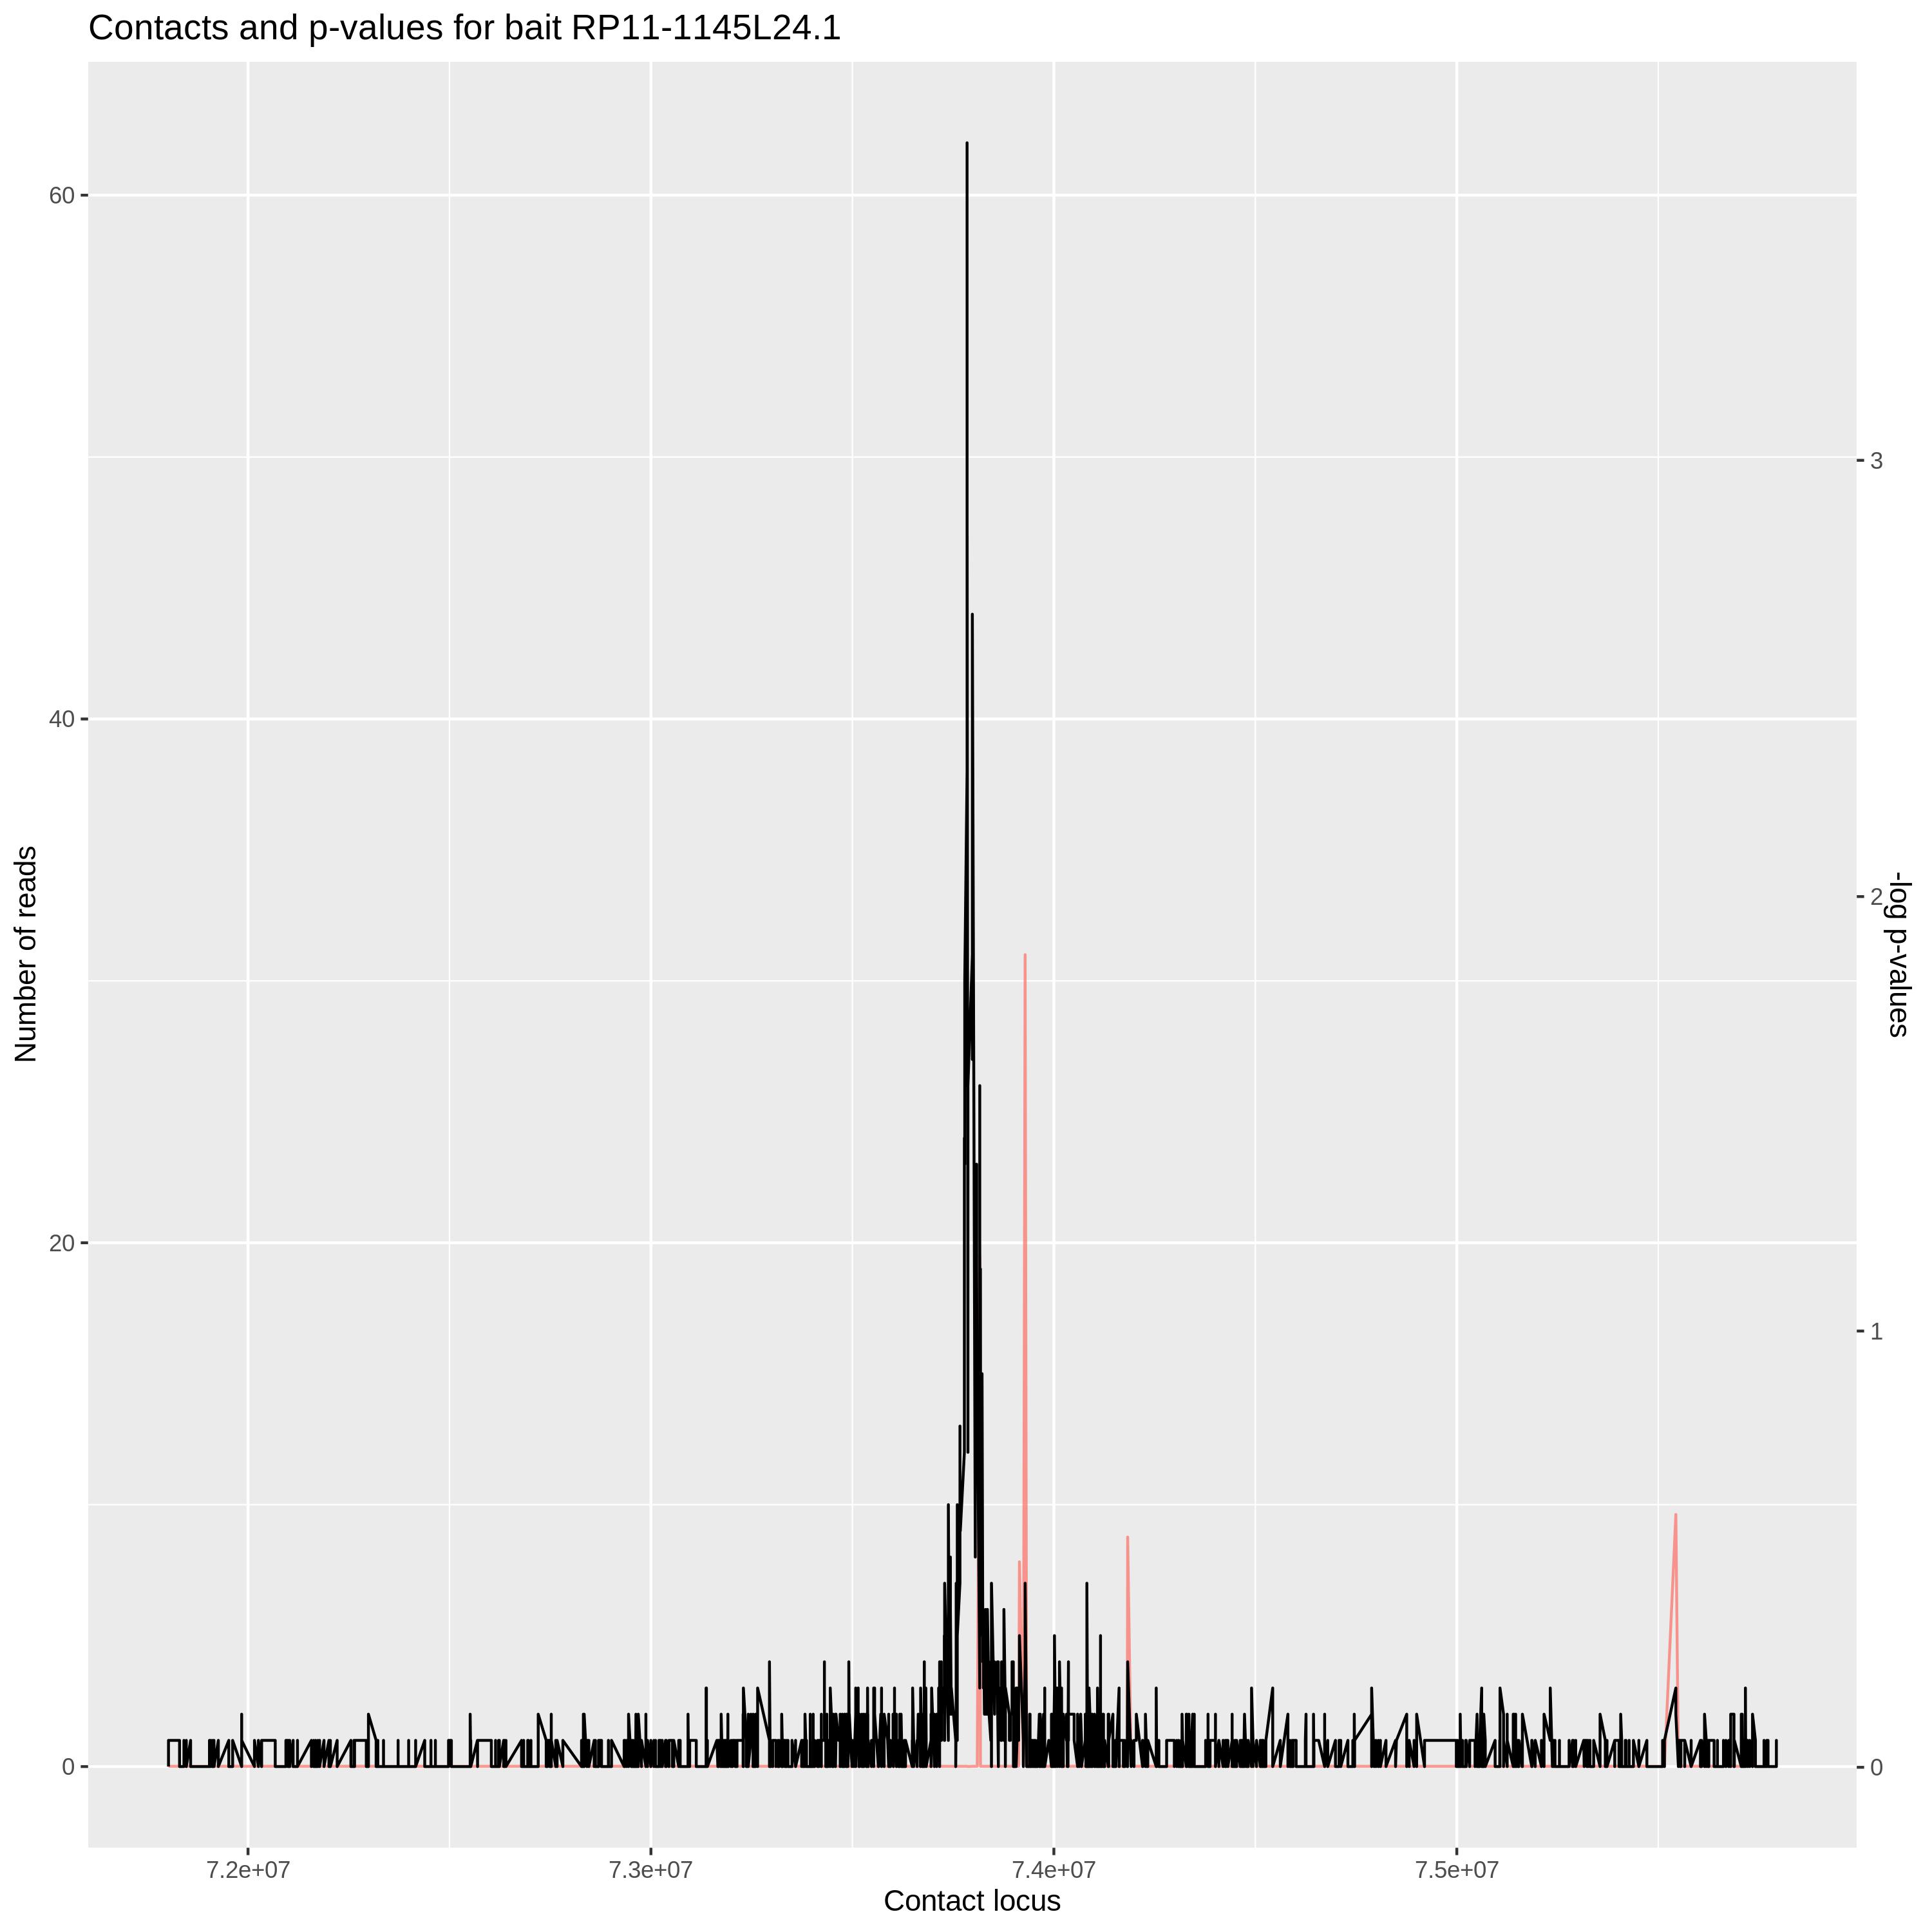 Contacts and p-values for bait RP11-1145L24.1
60
40
20
0
Number of reads
3
2
1
0
-log p-values
7.2e+07
7.3e+07
7.4e+07
7.5e+07
Contact locus